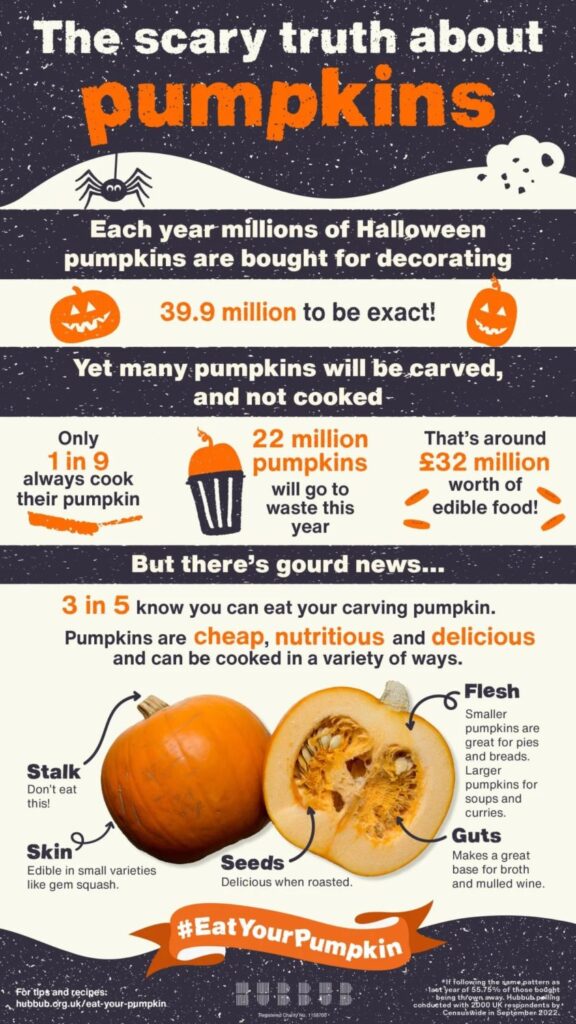 The scary truth about
pumpkins
Each year millions of Halloween
pumpkins are bought for decorating
39.9 million to be exact!
Yet many pumpkins will be carved,
and not cooked
Only
1 in 9
always cook
their pumpkin
22 million
pumpkins
will go to
waste this
year
That's around
£32 million
worth of
edible food!
But there's gourd news...
3 in 5 know you can eat your carving pumpkin.
Pumpkins are cheap, nutritious and delicious
and can be cooked in a variety of ways.
Flesh
Smaller
pumpkins are
great for pies
and breads.
Larger
pumpkins for
soups and
curries.
Stalk
Don't eat
this!
Skin
Edible in small varieties
like gem squash.
Seeds
Delicious when roasted.
Guts
Makes a great
base for broth
and mulled wine.
#EatYourPumpkin
For tips and recipes:
hubbub.org.uk/eat-your-pumpkin
HUBBUB
Registered Charity No.
*If following the same pattern as
last year of 55.75% of those bought
being thrown away. Hubbub polling
conducted with 2000 UK respondents by
Censuswide in September 2022.